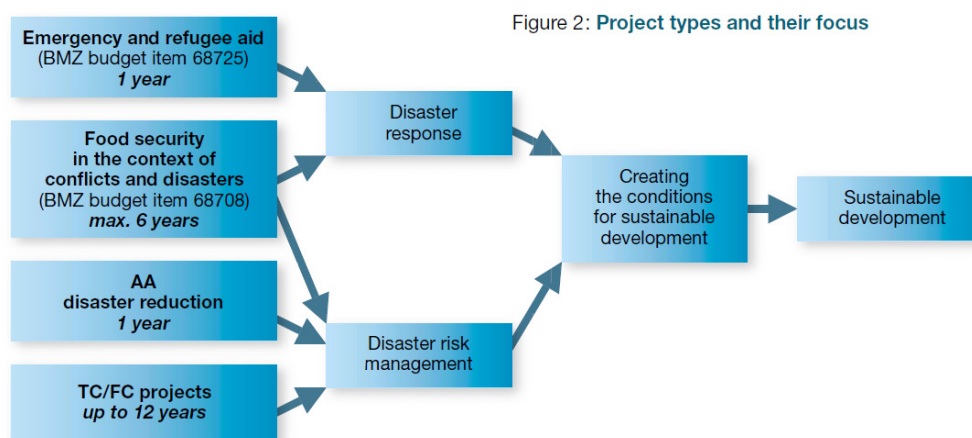 Figure 2: Project types and their focus
Emergency and refugee aid
(BMZ budget item 68725)
1 year
Food security
in the context of
conflicts and disasters
(BMZ budget item 68708)
max. 6 years
AA
disaster reduction
1 year
TC/FC projects
up to 12 years
Disaster
response
Disaster risk
management
Creating
the conditions
for sustainable
development
Sustainable
development